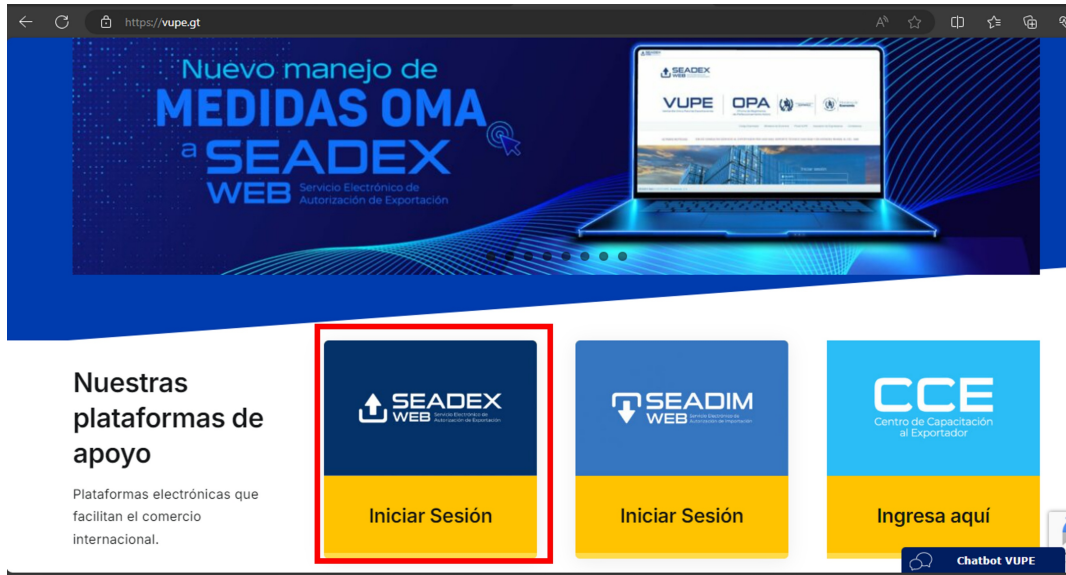 https://vupe.gt
Nuevo manejo de
MEDIDAS OMA
a SEADEX
WEB Servicio Electrónico de
Autorización de Exportación
SEADEX
WEB
VUPE OPA
Iniciar sesión
Nuestras
plataformas de
apoyo
Plataformas electrónicas que
facilitan el comercio
internacional.
SEADEX
WEB Servicio Electrónico de
Autorización de Exportación
Iniciar Sesión
SEADIM
WEB Servicio Electrónico de
Autorización de Importación
Iniciar Sesión
CCE
Centro de Capacitación
al Exportador
Ingresa aquí
Chatbot VUPE